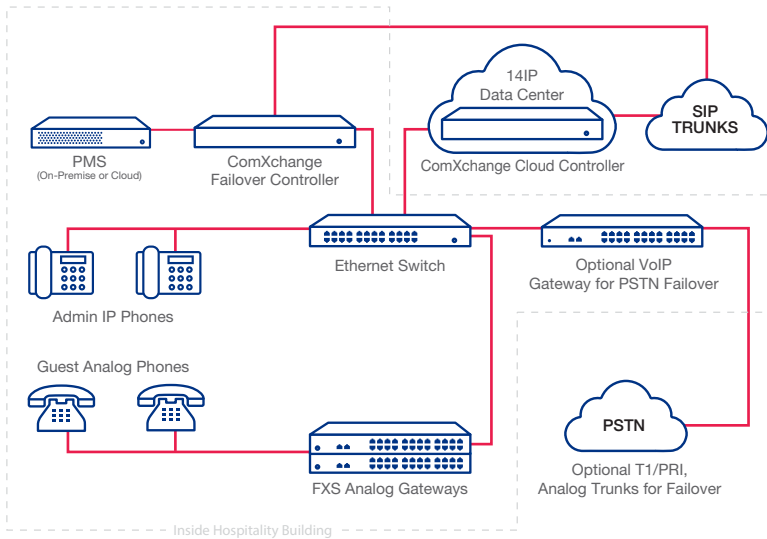 14IP
Data Center
SIP
TRUNKS
PMS
(On-Premise or Cloud)
ComXchange
Failover Controller
ComXchange Cloud Controller
Ethernet Switch
Optional VoIP
Gateway for PSTN Failover
Admin IP Phones
Guest Analog Phones
PSTN
Optional T1/PRI,
Analog Trunks for Failover
FXS Analog Gateways
Inside Hospitality Building